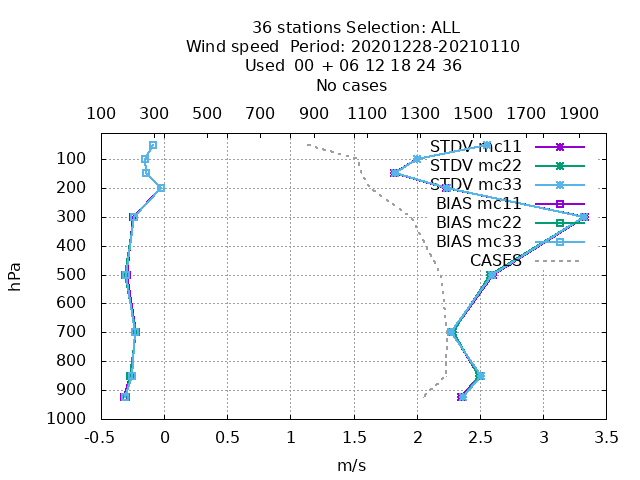 36 stations Selection: ALL
Wind speed  Period: 20201228-20210110
Used  00 + 06 12 18 24 36
No cases
100 300 500 700 900 1100 1300 1500 1700 1900
STDV mc11
STDV mc22
STDV mc33
BIAS mc11
BIAS mc22
BIAS mc33
CASES
hPa
100
200
300
400
500
600
700
800
900
1000
-0.5 0 0.5 1 1.5 2 2.5 3 3.5
m/s